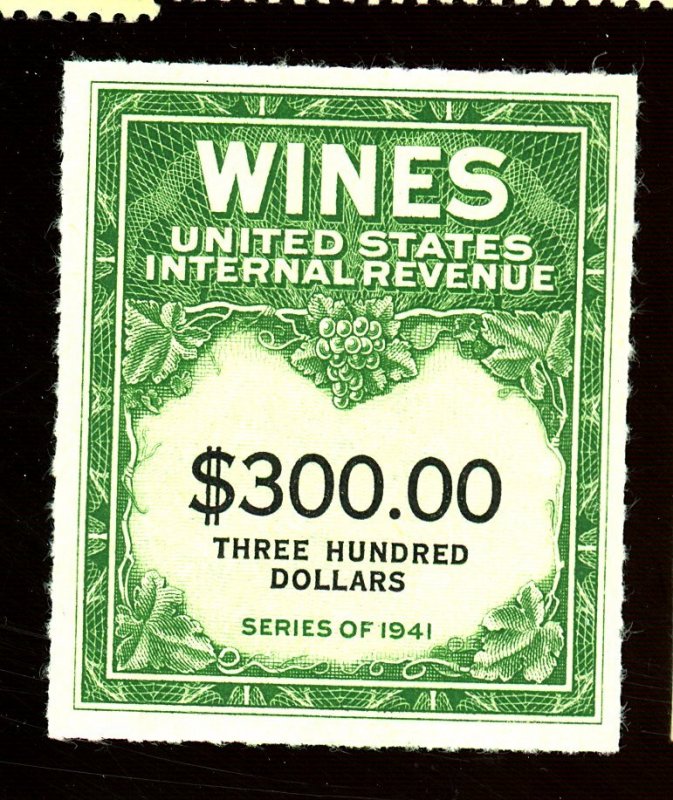 WINES
UNITED STATES
INTERNAL REVENUE
$300.00
THREE HUNDRED
DOLLARS
SERIES OF 1941